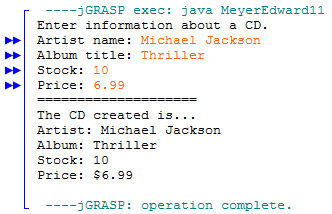 ----jGRASP exec: java MeyerEdward11
Enter information about a CD.
Artist name: Michael Jackson
Album title: Thriller
Stock: 10
Price: 6.99
====================
The CD created is...
Artist: Michael Jackson
Album: Thriller
Stock: 10
Price: $6.99
----jGRASP: operation complete.